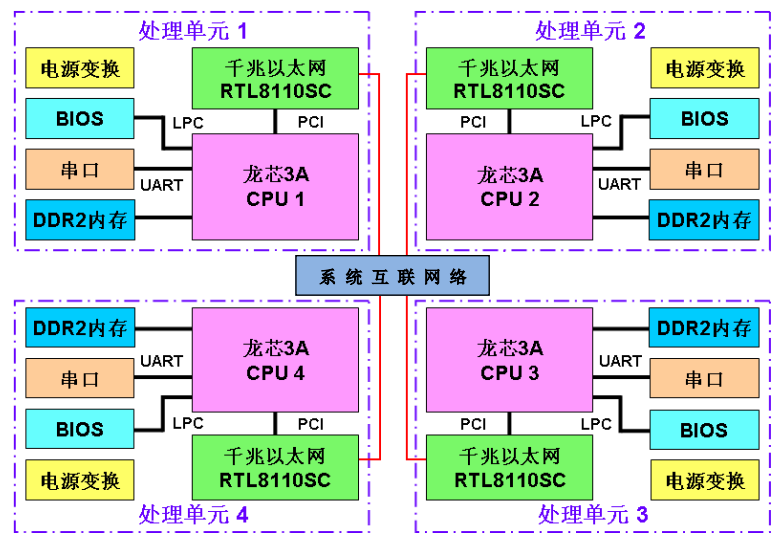 处理单元 1
电源变换
千兆以太网
RTL8110SC
BIOS
LPC
PCI
串口
UART
龙芯3A
CPU 1
DDR2内存
处理单元 2
千兆以太网
RTL8110SC
电源变换
PCI
LPC
BIOS
龙芯3A
CPU 2
串口
UART
DDR2内存
系统互联网络
DDR2内存
龙芯3A
CPU 4
UART
串口
BIOS
LPC
PCI
电源变换
千兆以太网
RTL8110SC
处理单元 4
龙芯3A
CPU 3
DDR2内存
UART
串口
PCI
LPC
BIOS
千兆以太网
RTL8110SC
电源变换
处理单元 3